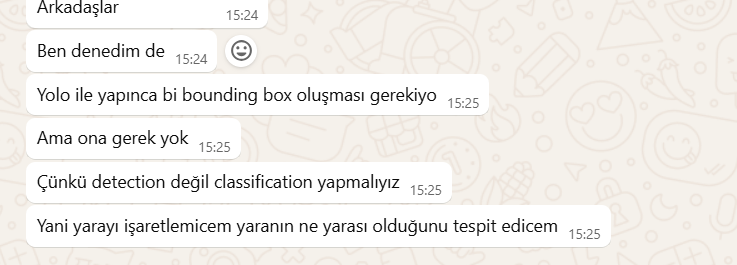 Arkadaşlar 15:24
Ben denedim de 15:24
Yolo ile yapınca bi bounding box oluşması gerekiyo 15:25
Ama ona gerek yok 15:25
Çünkü detection değil classification yapmalıyız 15:25
Yani yarayı işaretlemicem yaranın ne yarası olduğunu tespit edicem 15:25